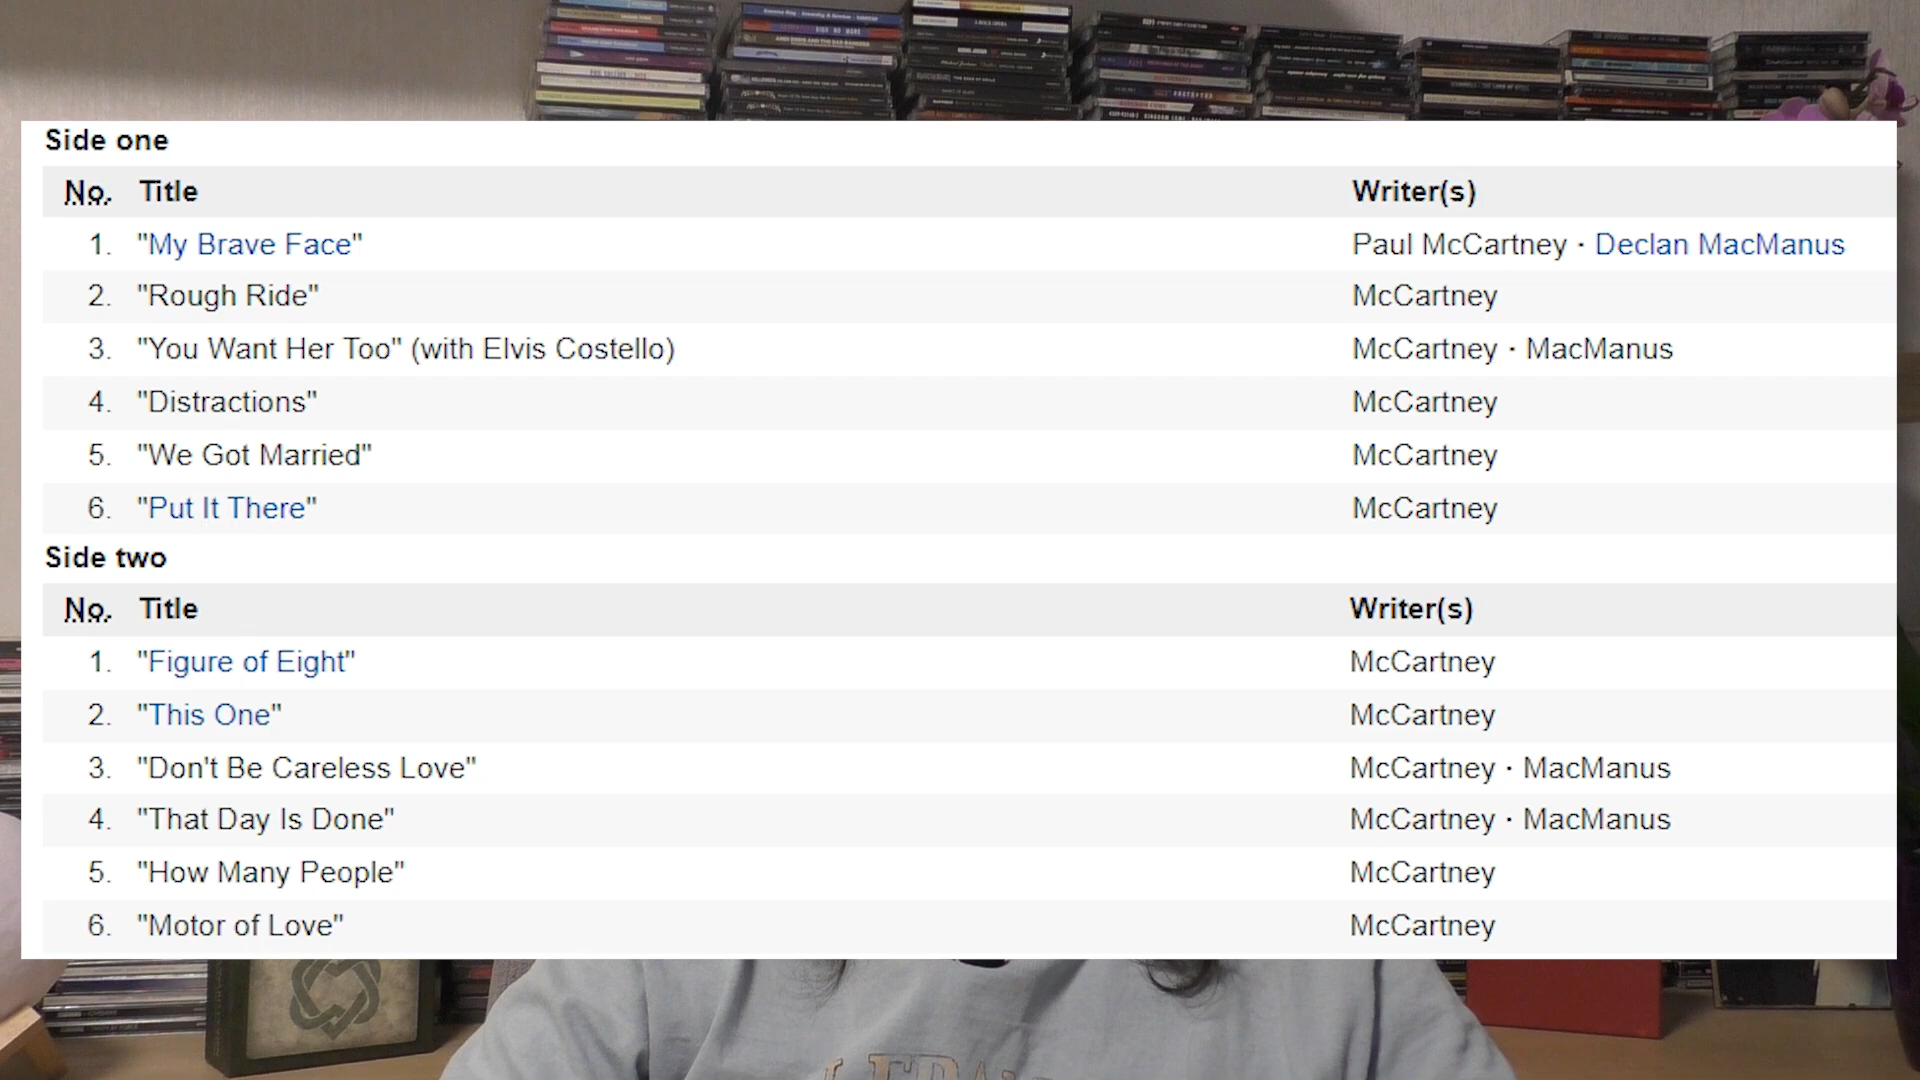 Side one
No. Title Writer(s)
1. "My Brave Face" Paul McCartney · Declan MacManus
2. "Rough Ride" McCartney
3. "You Want Her Too" (with Elvis Costello) McCartney · MacManus
4. "Distractions" McCartney
5. "We Got Married" McCartney
6. "Put It There" McCartney
Side two
No. Title Writer(s)
1. "Figure of Eight" McCartney
2. "This One" McCartney
3. "Don't Be Careless Love" McCartney · MacManus
4. "That Day Is Done" McCartney · MacManus
5. "How Many People" McCartney
6. "Motor of Love" McCartney